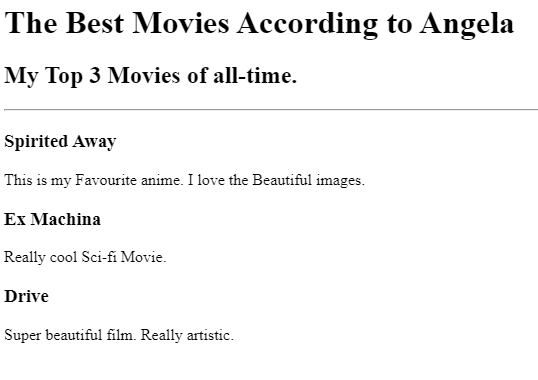 The Best Movies According to Angela
My Top 3 Movies of all-time.
Spirited Away
This is my Favourite anime. I love the Beautiful images.
Ex Machina
Really cool Sci-fi Movie.
Drive
Super beautiful film. Really artistic.